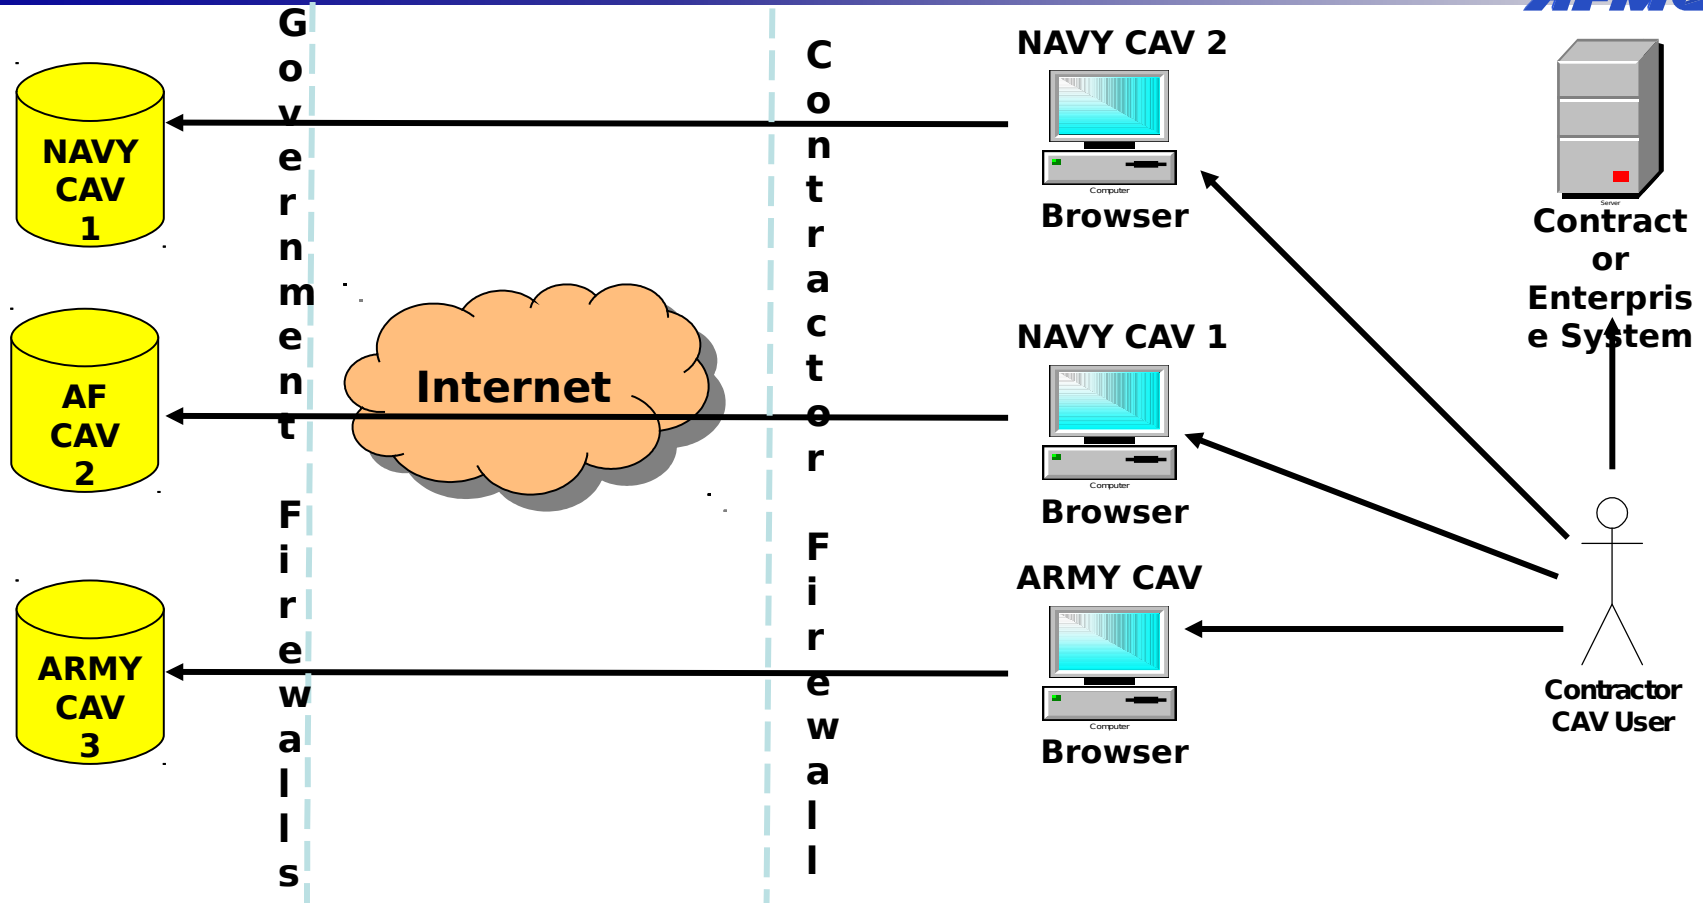 AFMC
NAVY
CAV
1
AF
CAV
2
ARMY
CAV
3
Government Firewalls
Internet
Contractor Firewall
NAVY CAV 2
Computer
Browser
NAVY CAV 1
Computer
Browser
ARMY CAV
Computer
Browser
Server
Contract
or
Enterpris
e System
Contractor
CAV User